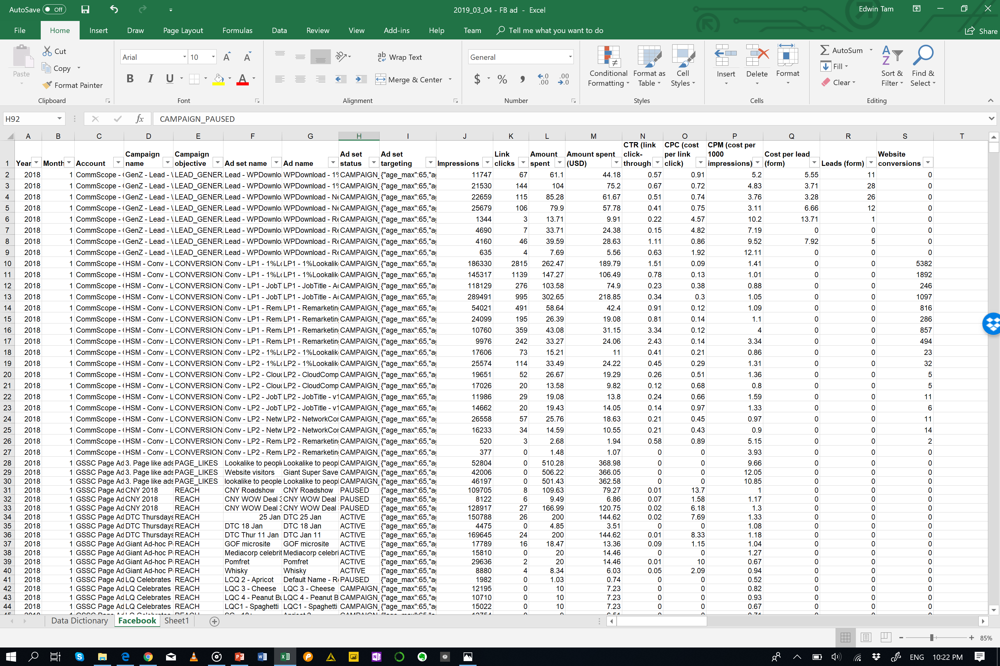 AutoSave Off 2019_03_04 - FB ad - Excel Edwin Tam
File Home Insert Draw Page Layout Formulas Data Review View Add-ins Help Team Tell me what you want to do Share
Paste Cut Copy Format Painter Clipboard
Arial 10 A A B I U A Font
ab Wrap Text Merge & Center Alignment
General $ % , Number
Conditional Formatting Format as Table Cell Styles Styles
Insert Delete Format Cells
AutoSum Fill Clear Sort & Filter Find & Select Editing
H92 fx CAMPAIGN_PAUSED
A B C D E F G H I J K L M N O P Q R S T
1 Year Month Account Campaign name Campaign objective Ad set name Ad name Ad set status Ad set targeting Impressions Link clicks Amount spent Amount spent (USD) CTR (link click-through CPC (cost per link click) CPM (cost per 1000 impressions) Cost per lead (form) Leads (form) Website conversions
2 2018 1 CommScope - GenZ - Lead - LEAD_GENER WPDownload - 1% CAMPAIGN_ {"age_max":65,"a 11747 67 61.1 44.18 0.57 0.91 5.2 5.55 11 0
3 2018 1 CommScope - GenZ - Lead - LEAD_GENER WPDownload - 1% CAMPAIGN_ {"age_max":65,"a 21530 144 104 75.2 0.67 0.72 4.83 3.71 28 0
4 2018 1 CommScope - GenZ - Lead - LEAD_GENER WPDownload - Ne CAMPAIGN_ {"age_max":65,"a 22659 115 85.28 61.67 0.51 0.74 3.76 3.28 26 0
5 2018 1 CommScope - GenZ - Lead - LEAD_GENER WPDownload - Ne CAMPAIGN_ {"age_max":65,"a 25679 106 79.9 57.78 0.41 0.75 3.11 6.66 12 0
6 2018 1 CommScope - GenZ - Lead - LEAD_GENER WPDownload - Re CAMPAIGN_ {"age_max":65,"a 1344 3 13.71 9.91 0.22 4.57 10.2 13.71 1 0
7 2018 1 CommScope - GenZ - Lead - LEAD_GENER WPDownload - Re CAMPAIGN_ {"age_max":65,"a 4690 7 33.71 24.38 0.15 4.82 7.19 0 0 0
8 2018 1 CommScope - GenZ - Lead - LEAD_GENER WPDownload - Re CAMPAIGN_ {"age_max":65,"a 4160 46 39.59 28.63 1.11 0.86 9.52 7.92 5 0
9 2018 1 CommScope - GenZ - Lead - LEAD_GENER WPDownload - Re CAMPAIGN_ {"age_max":65,"a 635 4 7.69 5.56 0.63 1.92 12.11 0 0 0
10 2018 1 CommScope - HSM - Conv - L CONVERSION Conv - LP1 - 1%Lo LP1 - 1%Lookalik CAMPAIGN_ {"age_max":65,"a 186330 2815 262.47 189.79 1.51 0.09 1.41 0 0 5382
11 2018 1 CommScope - HSM - Conv - L CONVERSION Conv - LP1 - 1%Lo LP1 - 1%Lookalik CAMPAIGN_ {"age_max":65,"a 145317 1139 147.27 106.49 0.78 0.13 1.01 0 0 1892
12 2018 1 CommScope - HSM - Conv - L CONVERSION Conv - LP1 - JobT LP1 - JobTitle - A CAMPAIGN_ {"age_max":65,"a 118129 276 103.58 74.9 0.23 0.38 0.88 0 0 246
13 2018 1 CommScope - HSM - Conv - L CONVERSION Conv - LP1 - JobT LP1 - JobTitle - A CAMPAIGN_ {"age_max":65,"a 289491 995 302.65 218.85 0.34 0.3 1.05 0 0 1097
14 2018 1 CommScope - HSM - Conv - L CONVERSION Conv - LP1 - Rem LP1 - Remarketin CAMPAIGN_ {"age_max":65,"a 54021 491 58.64 42.4 0.91 0.12 1.09 0 0 816
15 2018 1 CommScope - HSM - Conv - L CONVERSION Conv - LP1 - Rem LP1 - Remarketin CAMPAIGN_ {"age_max":65,"a 24099 195 26.39 19.08 0.81 0.14 1.1 0 0 286
16 2018 1 CommScope - HSM - Conv - L CONVERSION Conv - LP1 - Rem LP1 - Remarketin CAMPAIGN_ {"age_max":65,"a 10760 359 43.08 31.15 3.34 0.12 4 0 0 857
17 2018 1 CommScope - HSM - Conv - L CONVERSION Conv - LP1 - Rem LP1 - Remarketin CAMPAIGN_ {"age_max":65,"a 9976 242 33.27 24.06 2.43 0.14 3.34 0 0 494
18 2018 1 CommScope - HSM - Conv - L CONVERSION Conv - LP2 - 1%Lo LP2 - 1%Lookalik CAMPAIGN_ {"age_max":65,"a 17606 73 15.21 11 0.41 0.21 0.86 0 0 23
19 2018 1 CommScope - HSM - Conv - L CONVERSION Conv - LP2 - 1%Lo LP2 - 1%Lookalik CAMPAIGN_ {"age_max":65,"a 25574 114 33.49 24.22 0.45 0.29 1.31 0 0 32
20 2018 1 CommScope - HSM - Conv - L CONVERSION Conv - LP2 - Clou LP2 - CloudComp CAMPAIGN_ {"age_max":65,"a 19651 52 26.67 19.29 0.26 0.51 1.36 0 0 5
21 2018 1 CommScope - HSM - Conv - L CONVERSION Conv - LP2 - Clou LP2 - CloudComp CAMPAIGN_ {"age_max":65,"a 17026 20 13.58 9.82 0.12 0.68 0.8 0 0 5
22 2018 1 CommScope - HSM - Conv - L CONVERSION Conv - LP2 - JobT LP2 - JobTitle - v1 CAMPAIGN_ {"age_max":65,"a 11986 29 19.08 13.8 0.24 0.66 1.59 0 0 11
23 2018 1 CommScope - HSM - Conv - L CONVERSION Conv - LP2 - JobT LP2 - JobTitle - v1 CAMPAIGN_ {"age_max":65,"a 14662 20 19.43 14.05 0.14 0.97 1.33 0 0 6
24 2018 1 CommScope - HSM - Conv - L CONVERSION Conv - LP2 - Netw LP2 - NetworkCor CAMPAIGN_ {"age_max":65,"a 26558 57 25.76 18.63 0.21 0.45 0.97 0 0 11
25 2018 1 CommScope - HSM - Conv - L CONVERSION Conv - LP2 - Netw LP2 - NetworkCor CAMPAIGN_ {"age_max":65,"a 16233 34 14.59 10.55 0.21 0.43 0.9 0 0 14
26 2018 1 CommScope - HSM - Conv - L CONVERSION Conv - LP2 - Rem LP2 - Remarketin CAMPAIGN_ {"age_max":65,"a 520 3 2.68 1.94 0.58 0.89 5.15 0 0 2
27 2018 1 CommScope - HSM - Conv - L CONVERSION Conv - LP2 - Rem LP2 - Remarketin CAMPAIGN_ {"age_max":65,"a 377 0 1.48 1.07 0 0 3.93 0 0 0
28 2018 1 GSSC Page Ad 3. Page like ads PAGE_LIKES Lookalike to peopl Lookalike to peopl CAMPAIGN_ {"age_max":65,"a 52804 0 510.28 368.98 0 0 9.66 0 0 0
29 2018 1 GSSC Page Ad 3. Page like ads PAGE_LIKES Website visitors Giant Super Save CAMPAIGN_ {"age_max":65,"a 42006 0 506.22 366.05 0 0 12.05 0 0 0
30 2018 1 GSSC Page Ad 3. Page like ads PAGE_LIKES lookalike to people Lookalike to peopl CAMPAIGN_ {"age_max":65,"a 46197 0 501.43 362.58 0 0 10.85 0 0 0
31 2018 1 GSSC Page Ad CNY 2018 REACH CNY Roadshow CNY Roadshow PAUSED {"age_max":65,"a 109705 8 109.63 79.27 0.01 13.7 1 0 0 0
32 2018 1 GSSC Page Ad CNY 2018 REACH CNY WOW Deal 3 CNY WOW Deal PAUSED {"age_max":65,"a 8122 6 9.49 6.86 0.07 1.58 1.17 0 0 0
33 2018 1 GSSC Page Ad CNY 2018 REACH CNY WOW Deal 3 CNY WOW Deal PAUSED {"age_max":65,"a 128917 27 166.99 120.75 0.02 6.18 1.3 0 0 0
34 2018 1 GSSC Page Ad DTC Thursdays REACH 25 Jan DTC 25 Jan ACTIVE {"age_max":65,"a 150788 26 200 144.62 0.02 7.69 1.33 0 0 0
35 2018 1 GSSC Page Ad DTC Thursdays REACH DTC 18 Jan DTC 18 Jan ACTIVE {"age_max":65,"a 4475 0 4.85 3.51 0 0 1.08 0 0 0
36 2018 1 GSSC Page Ad DTC Thursdays REACH DTC Thur 11 Jan DTC Jan 11 ACTIVE {"age_max":65,"a 169645 24 200 144.62 0.01 8.33 1.18 0 0 0
37 2018 1 GSSC Page Ad Giant Ad-hoc P REACH GOF microsite GOF microsite ACTIVE {"age_max":65,"a 17789 16 18.47 13.36 0.09 1.15 1.04 0 0 0
38 2018 1 GSSC Page Ad Giant Ad-hoc P REACH Mediacorp celebrit Mediacorp celebri ACTIVE {"age_max":65,"a 15810 0 20 14.46 0 0 1.27 0 0 0
39 2018 1 GSSC Page Ad Giant Ad-hoc P REACH Pomfret Pomfret ACTIVE {"age_max":65,"a 29636 2 20 14.46 0.01 10 0.67 0 0 0
40 2018 1 GSSC Page Ad Giant Ad-hoc P REACH Whisky Whisky ACTIVE {"age_max":65,"a 8880 4 8.34 6.03 0.05 2.09 0.94 0 0 0
41 2018 1 GSSC Page Ad LQ Celebrates REACH LCQ 2 - Apricot Default Name - R PAUSED {"age_max":65,"a 1982 0 1.03 0.74 0 0 0.52 0 0 0
42 2018 1 GSSC Page Ad LQ Celebrates REACH LQC 3 - Cheese LQC 3 - Cheese CAMPAIGN_ {"age_max":65,"a 12195 0 10 7.23 0 0 0.82 0 0 0
43 2018 1 GSSC Page Ad LQ Celebrates REACH LQC 4 - Peanut Bu LQC 4 - Peanut B CAMPAIGN_ {"age_max":65,"a 10710 0 10 7.23 0 0 0.93 0 0 0
44 2018 1 GSSC Page Ad LQ Celebrates REACH LQC1 - Spaghetti LQC1 - Spaghetti CAMPAIGN_ {"age_max":65,"a 15022 0 10 7.23 0 0 0.67 0 0 0
Data Dictionary Facebook Sheet1
85%
ENG 10:22 PM